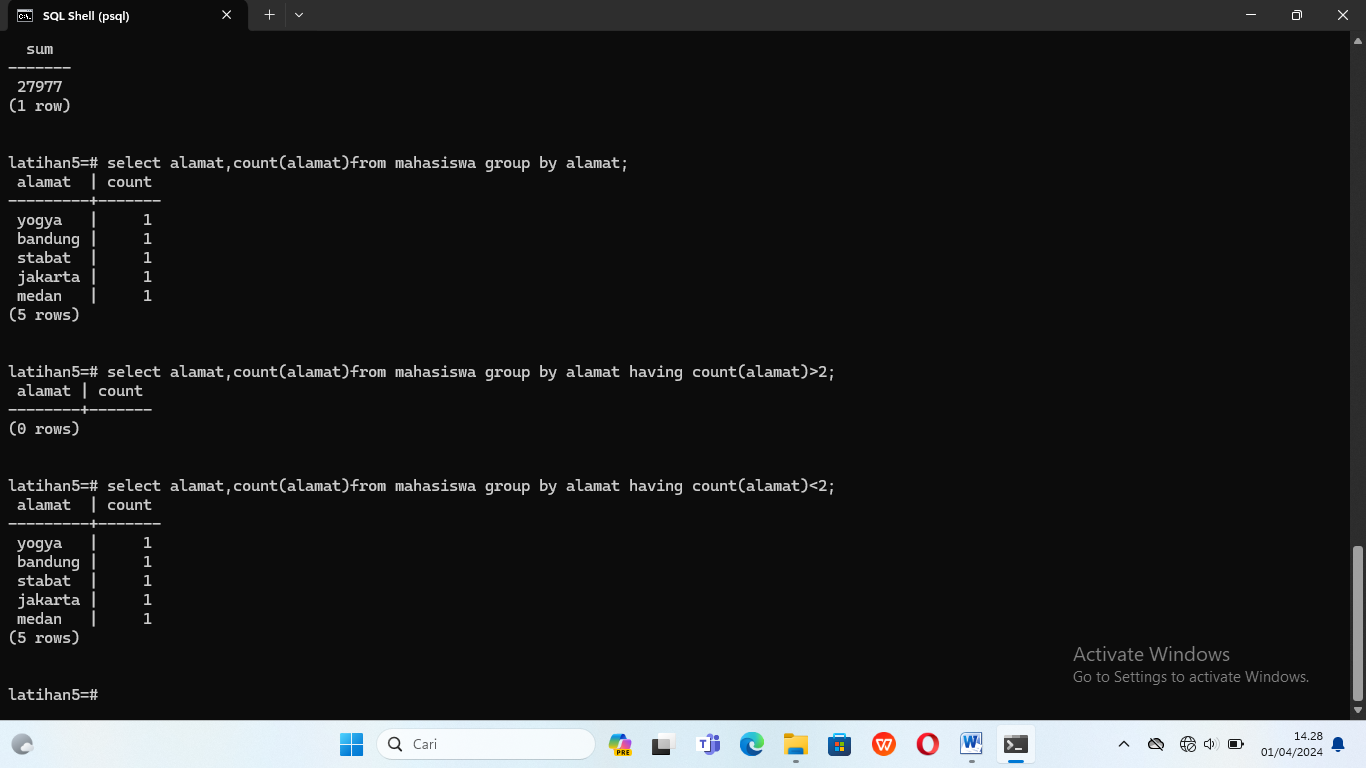 SQL Shell (psql)
  sum
-------
 27977
(1 row)
latihan5=# select alamat,count(alamat)from mahasiswa group by alamat;
 alamat  | count
---------+-------
 yogya   |     1
 bandung |     1
 stabat  |     1
 jakarta |     1
 medan   |     1
(5 rows)
latihan5=# select alamat,count(alamat)from mahasiswa group by alamat having count(alamat)>2;
 alamat | count
--------+-------
(0 rows)
latihan5=# select alamat,count(alamat)from mahasiswa group by alamat having count(alamat)<2;
 alamat  | count
---------+-------
 yogya   |     1
 bandung |     1
 stabat  |     1
 jakarta |     1
 medan   |     1
(5 rows)
latihan5=#
Activate Windows
Go to Settings to activate Windows.
Cari
PRE
14.28
01/04/2024